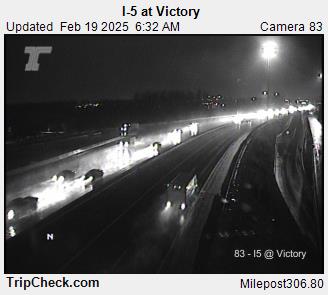 I-5 at Victory
Updated Feb 19 2025 6:32 AM Camera 83
T
N
83 - I5 @ Victory
TripCheck.com Milepost306.80